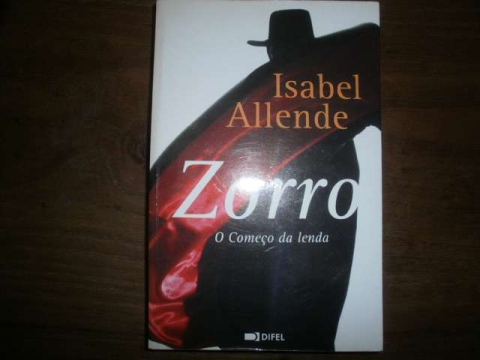 Isabel
Allende
Zorro
O Começo da lenda
DIFEL